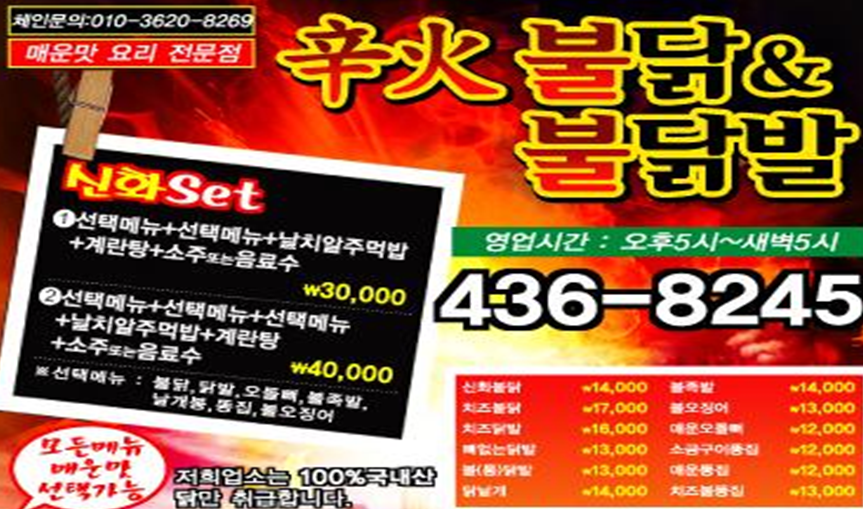 체인문의:010-3620-8269
매운맛 요리 전문점
辛火 불닭&
불닭발
신화Set
①선택메뉴+선택메뉴+날치알주먹밥
+계란탕+소주또는음료수
₩30,000
②선택메뉴+선택메뉴+선택메뉴
+날치알주먹밥+계란탕
+소주또는음료수
₩40,000
※선택메뉴 : 불닭,닭발,오돌뼈,불족발,
날개봉,똥집,불오징어
영업시간 : 오후5시~새벽5시
436-8245
신화불닭 ₩14,000 불족발 ₩14,000
치즈불닭 ₩17,000 불오징어 ₩13,000
치즈닭발 ₩16,000 매운오돌뼈 ₩12,000
뼈없는닭발 ₩13,000 소금구이똥집 ₩12,000
불(통)닭발 ₩13,000 매운똥집 ₩12,000
닭날개 ₩14,000 치즈불똥집 ₩13,000
모든메뉴
매운맛
선택가능
저희업소는 100%국내산
닭만 취급합니다.